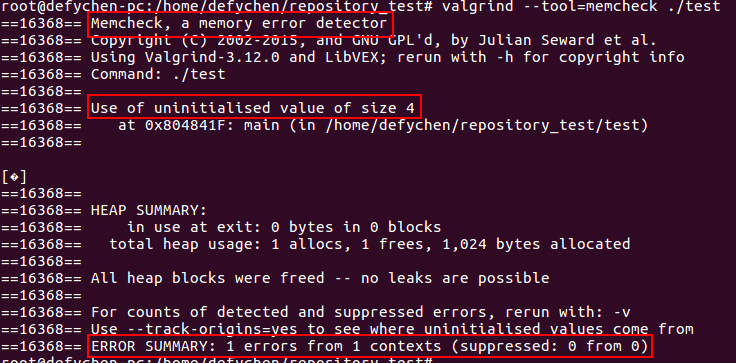 root@defychen-pc:/home/defychen/repository_test# valgrind --tool=memcheck ./test
==16368== Memcheck, a memory error detector
==16368== Copyright (C) 2002-2015, and GNU GPL'd, by Julian Seward et al.
==16368== Using Valgrind-3.12.0 and LibVEX; rerun with -h for copyright info
==16368== Command: ./test
==16368==
==16368== Use of uninitialised value of size 4
==16368==    at 0x804841F: main (in /home/defychen/repository_test/test)
==16368==
[�]
==16368==
==16368== HEAP SUMMARY:
==16368==     in use at exit: 0 bytes in 0 blocks
==16368==   total heap usage: 1 allocs, 1 frees, 1,024 bytes allocated
==16368==
==16368== All heap blocks were freed -- no leaks are possible
==16368==
==16368== For counts of detected and suppressed errors, rerun with: -v
==16368== Use --track-origins=yes to see where uninitialised values come from
==16368== ERROR SUMMARY: 1 errors from 1 contexts (suppressed: 0 from 0)
root@defychen-pc:/home/defychen/repository_test#